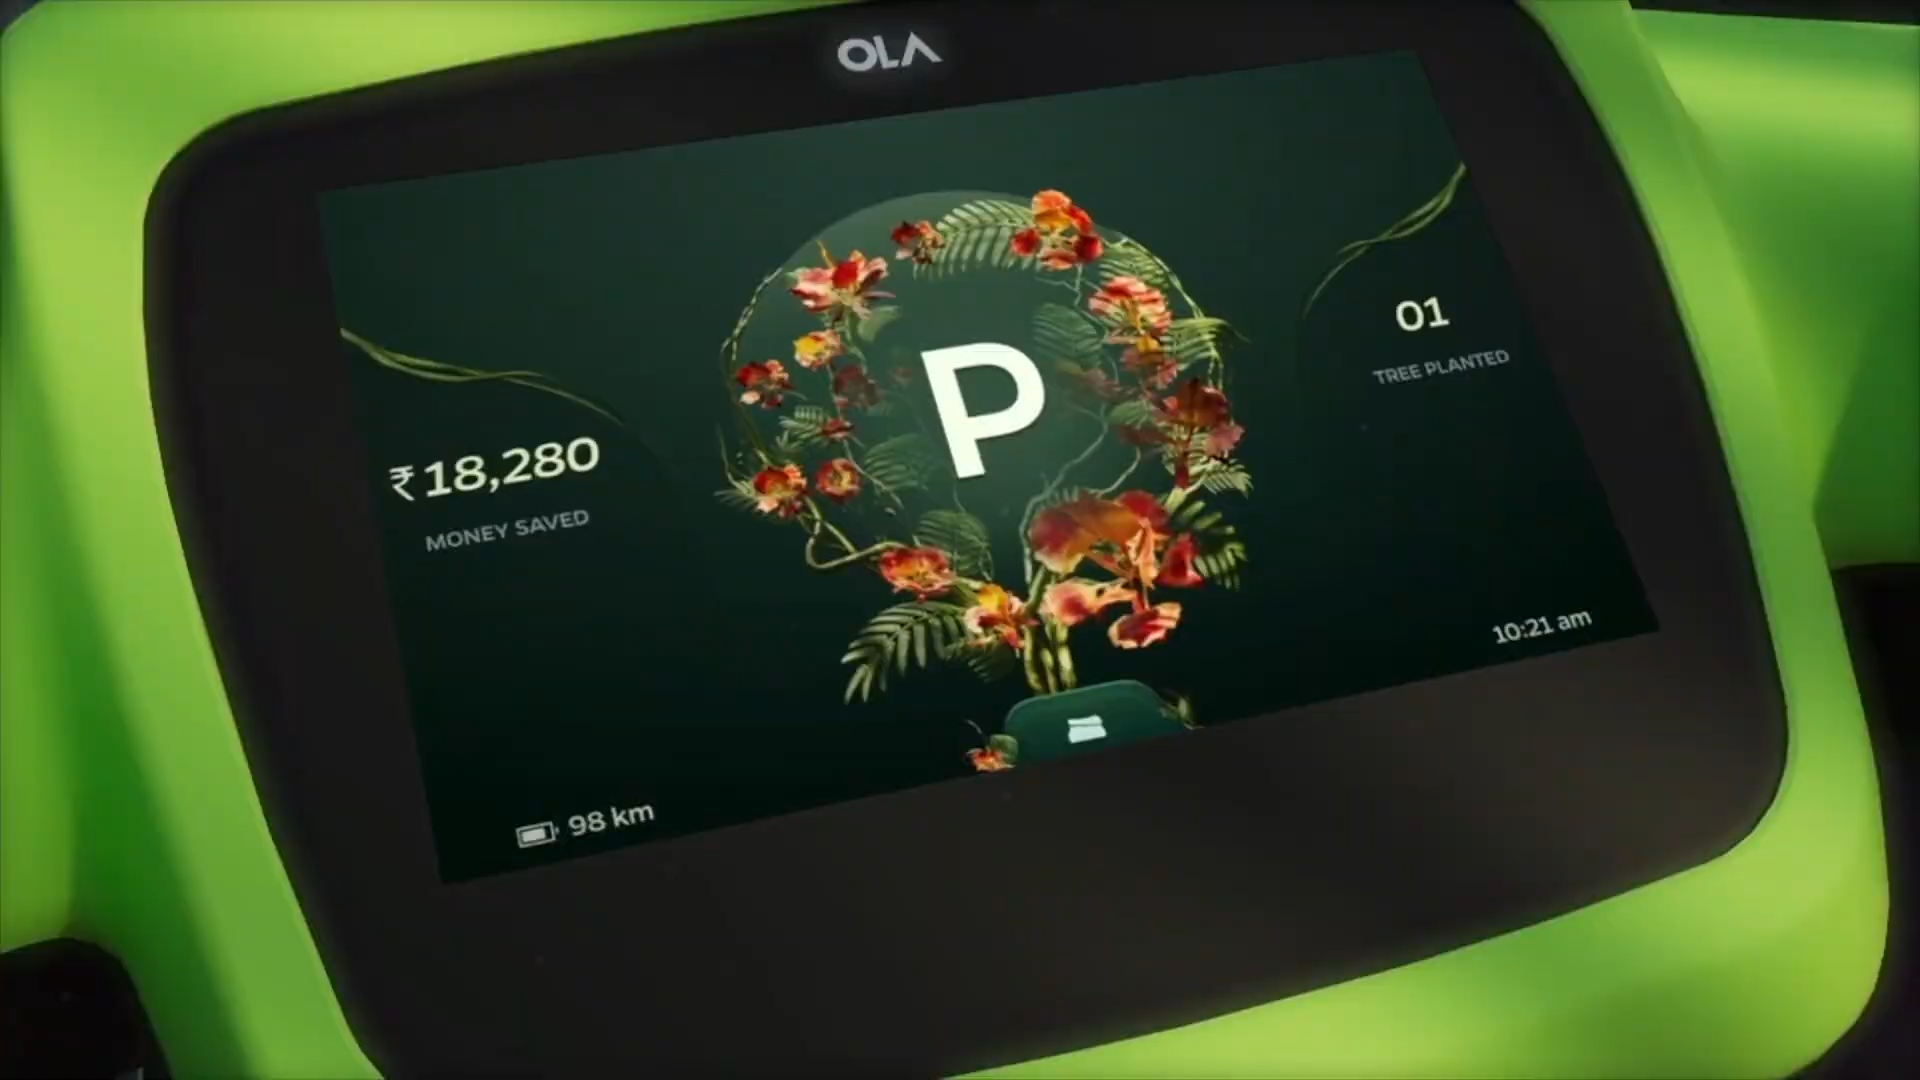 OLA
P
₹18,280
MONEY SAVED
01
TREE PLANTED
98 km
10:21 am